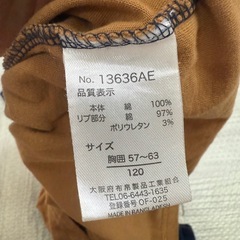 No. 13636AE
品質表示
本体 綿 100%
リブ部分 綿 97%
ポリウレタン 3%
サイズ
胸囲 57~63
120
大阪府布帛製品工業組合
TEL06-6443-1635
登録番号 OF-025
MADE IN BANGLADESH